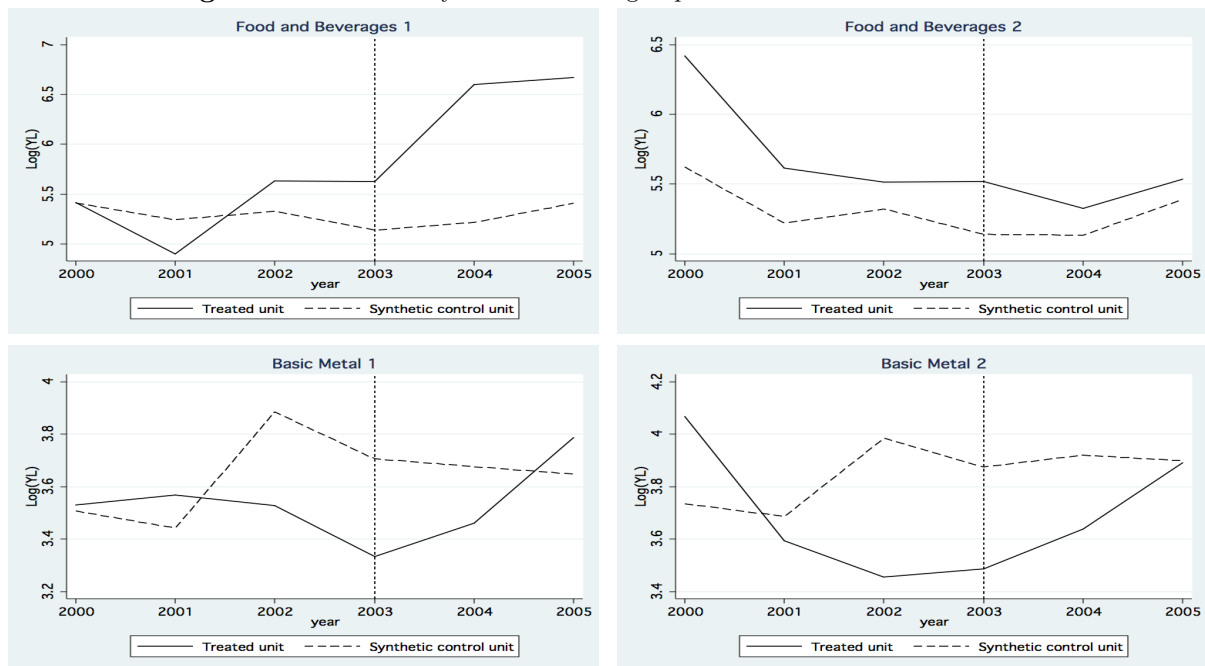 Food and Beverages 1
Log(YL)
7
6.5
6
5.5
5
2000 2001 2002 2003 2004 2005
year
Treated unit Synthetic control unit
Food and Beverages 2
Log(YL)
6.5
6
5.5
5
2000 2001 2002 2003 2004 2005
year
Treated unit Synthetic control unit
Basic Metal 1
Log(YL)
4
3.8
3.6
3.4
3.2
2000 2001 2002 2003 2004 2005
year
Treated unit Synthetic control unit
Basic Metal 2
Log(YL)
4.2
4
3.8
3.6
3.4
2000 2001 2002 2003 2004 2005
year
Treated unit Synthetic control unit